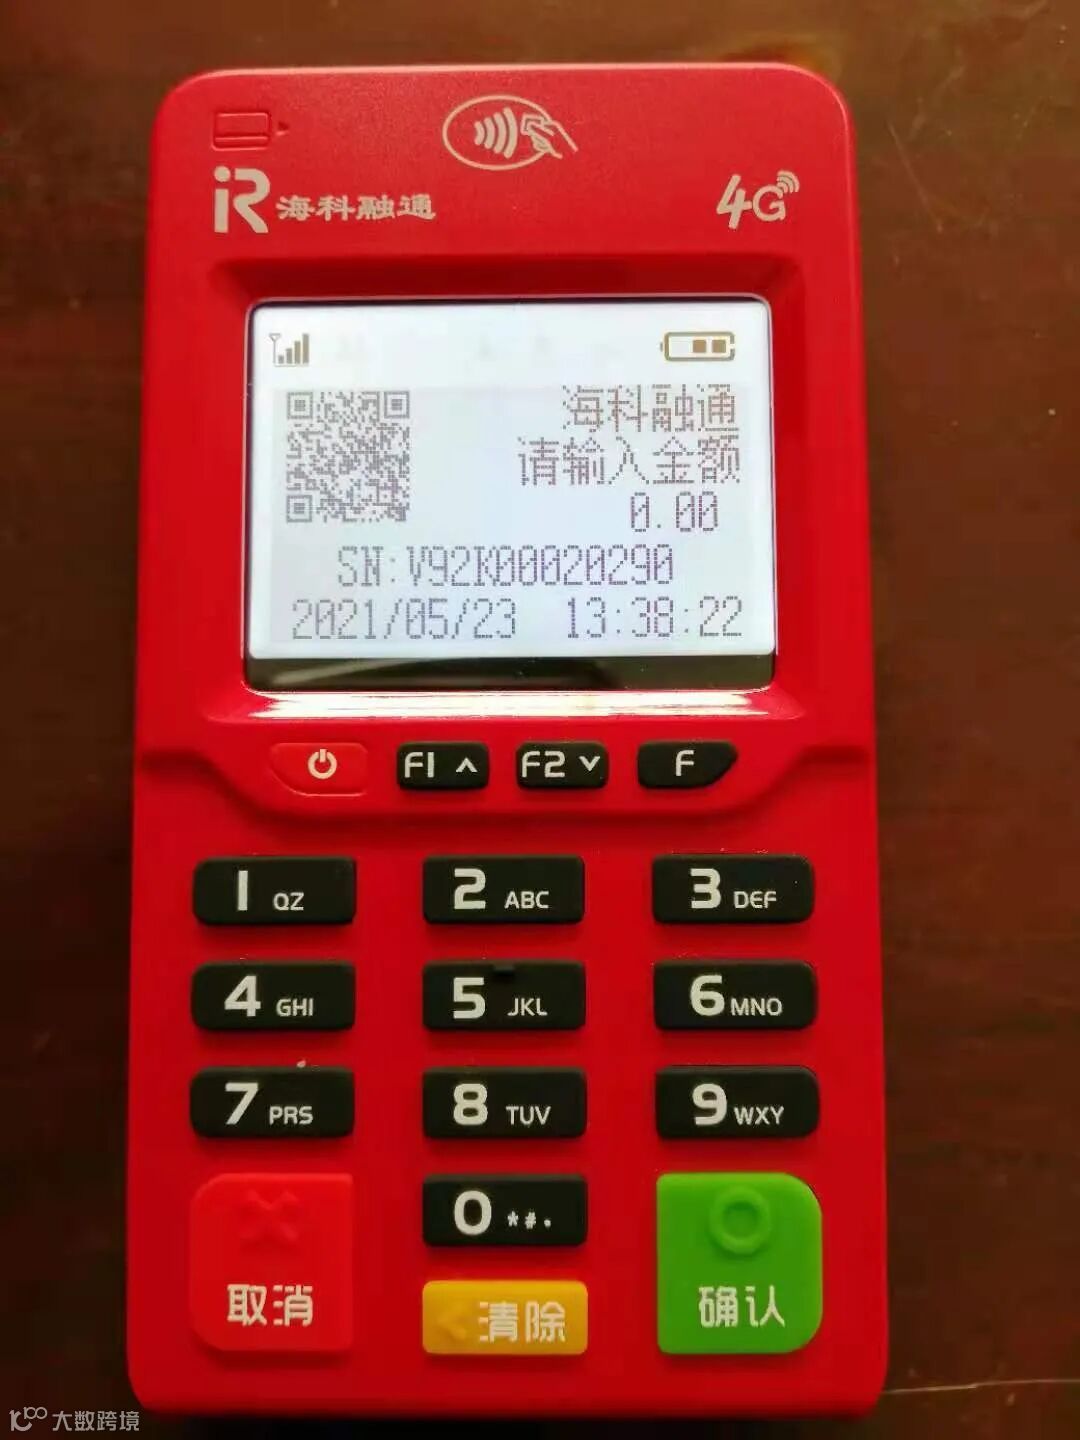 iR 海科融通
4G
海科融通
请输入金额
0.00
SN:V92K00020290
2021/05/23 13:38:22
F1 F2 F
1 QZ 2 ABC 3 DEF
4 GHI 5 JKL 6 MNO
7 PRS 8 TUV 9 WXY
0 *#.
取消 清除 确认
100 大数跨境